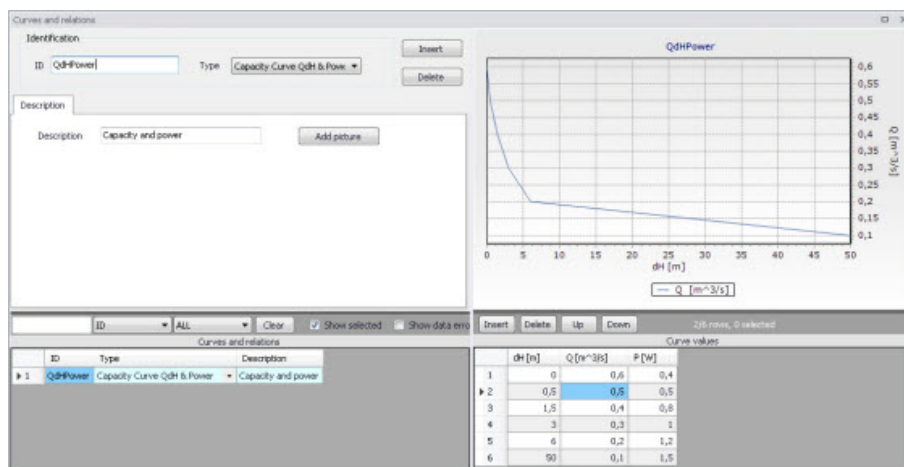 Curves and relations
Identification
ID QdHPower Type Capacity Curve QdH & Powe
Insert
Delete
Description
Description Capacity and power Add picture
ID ALL Clear Show selected Show data erro
Curves and relations
ID Type Description
1 QdHPower Capacity Curve QdH & Power Capacity and power
QdHPower
0,6
0,55
0,5
0,45
0,4
0,35
0,3
0,25
0,2
0,15
0,1
Q [m^3/s]
0 5 10 15 20 25 30 35 40 45 50
dH [m]
Q [m^3/s]
Insert Delete Up Down 2/6 rows, 0 selected
Curve values
dH [m] Q [m^3/s] P [W]
1 0 0,6 0,4
2 0,5 0,5 0,5
3 1,5 0,4 0,8
4 3 0,3 1
5 6 0,2 1,2
6 50 0,1 1,5